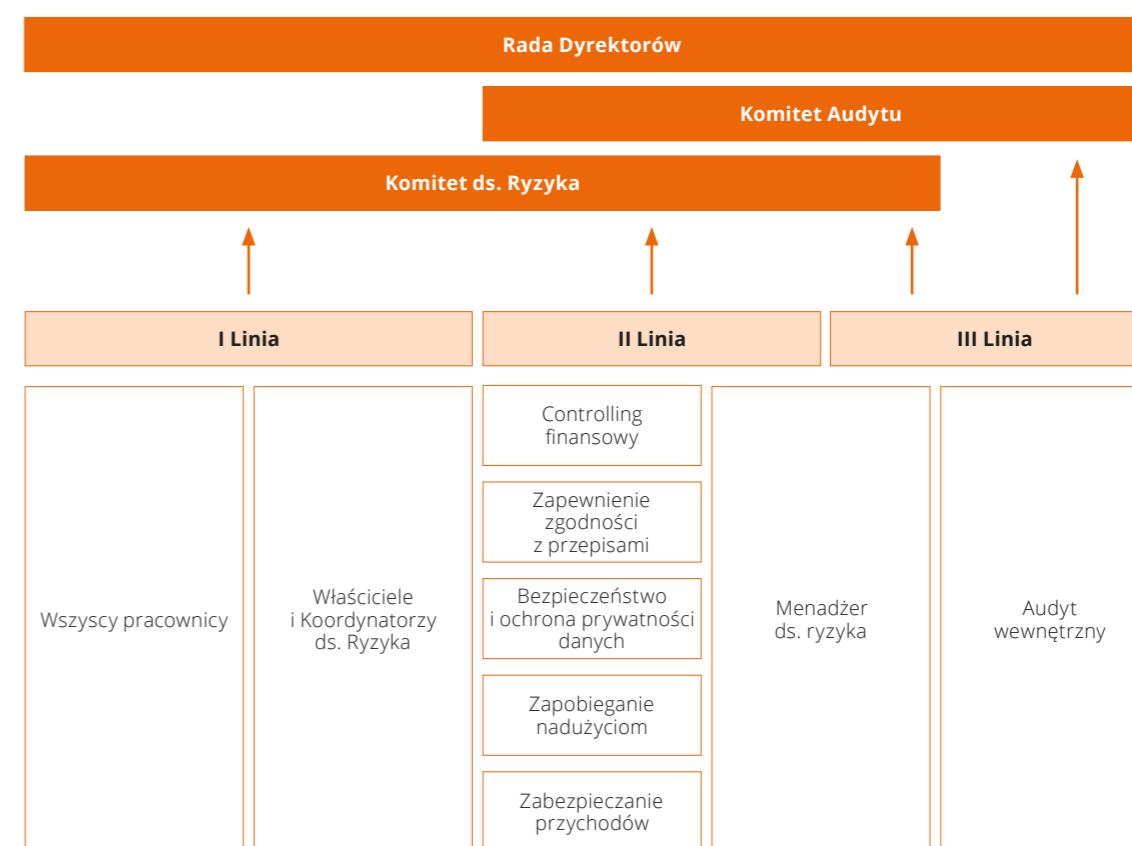 Rada Dyrektorów
Komitet Audytu
Komitet ds. Ryzyka
I Linia
II Linia
III Linia
Wszyscy pracownicy
Właściciele
i Koordynatorzy
ds. Ryzyka
Controlling
finansowy
Zapewnienie
zgodności
z przepisami
Bezpieczeństwo
i ochrona prywatności
danych
Zapobieganie
nadużyciom
Zabezpieczanie
przychodów
Menadżer
ds. ryzyka
Audyt
wewnętrzny